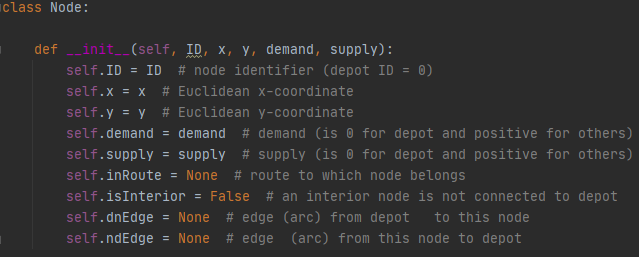 class Node:
def __init__(self, ID, x, y, demand, supply):
self.ID = ID  # node identifier (depot ID = 0)
self.x = x  # Euclidean x-coordinate
self.y = y  # Euclidean y-coordinate
self.demand = demand  # demand (is 0 for depot and positive for others)
self.supply = supply  # supply (is 0 for depot and positive for others)
self.inRoute = None  # route to which node belongs
self.isInterior = False  # an interior node is not connected to depot
self.dnEdge = None  # edge (arc) from depot   to this node
self.ndEdge = None  # edge  (arc) from this node to depot